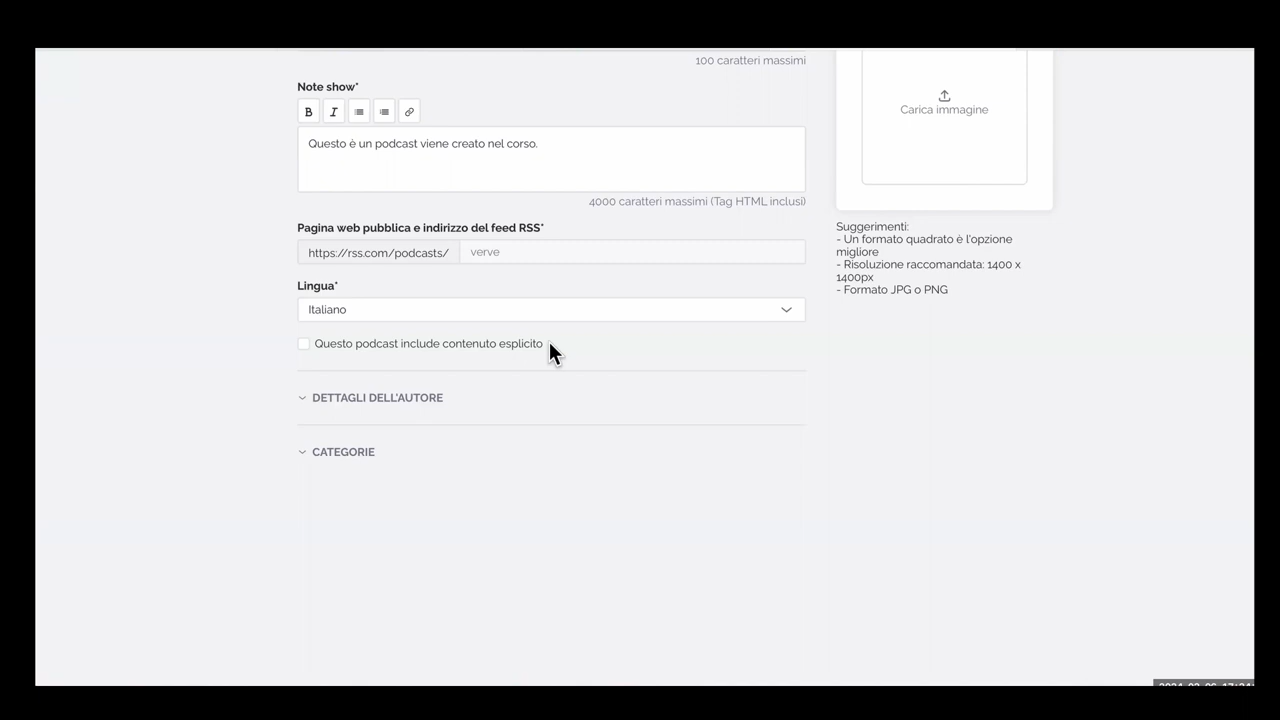 100 caratteri massimi
Note show*
B I
Questo è un podcast viene creato nel corso.
4000 caratteri massimi (Tag HTML inclusi)
Pagina web pubblica e indirizzo del feed RSS*
https://rss.com/podcasts/ verve
Lingua*
Italiano
Questo podcast include contenuto esplicito
DETTAGLI DELL'AUTORE
CATEGORIE
Carica immagine
Suggerimenti:
- Un formato quadrato è l'opzione
migliore
- Risoluzione raccomandata: 1400 x
1400px
- Formato JPG o PNG